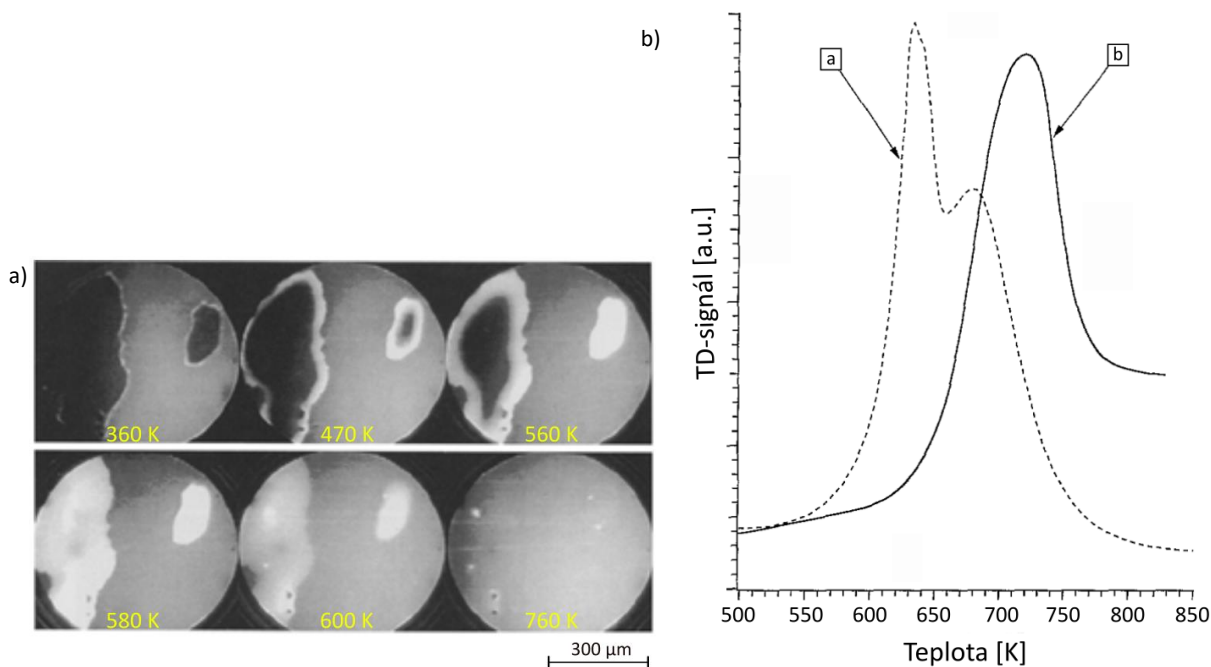 a)
360 K
470 K
560 K
580 K
600 K
760 K
300 µm
b)
a
b
TD-signál [a.u.]
500 550 600 650 700 750 800 850
Teplota [K]